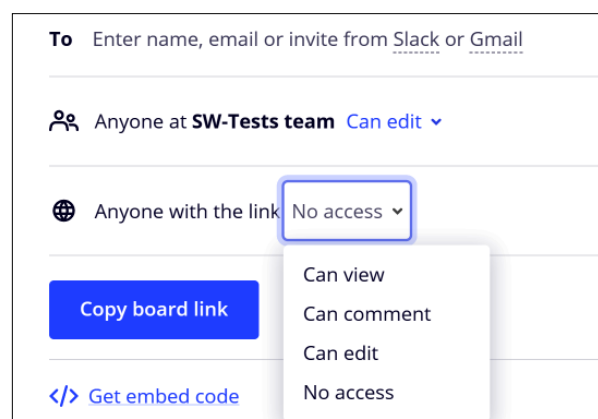 To Enter name, email or invite from Slack or Gmail
Anyone at SW-Tests team Can edit
Anyone with the link No access
Can view
Copy board link
Can comment
Can edit
</> Get embed code
No access